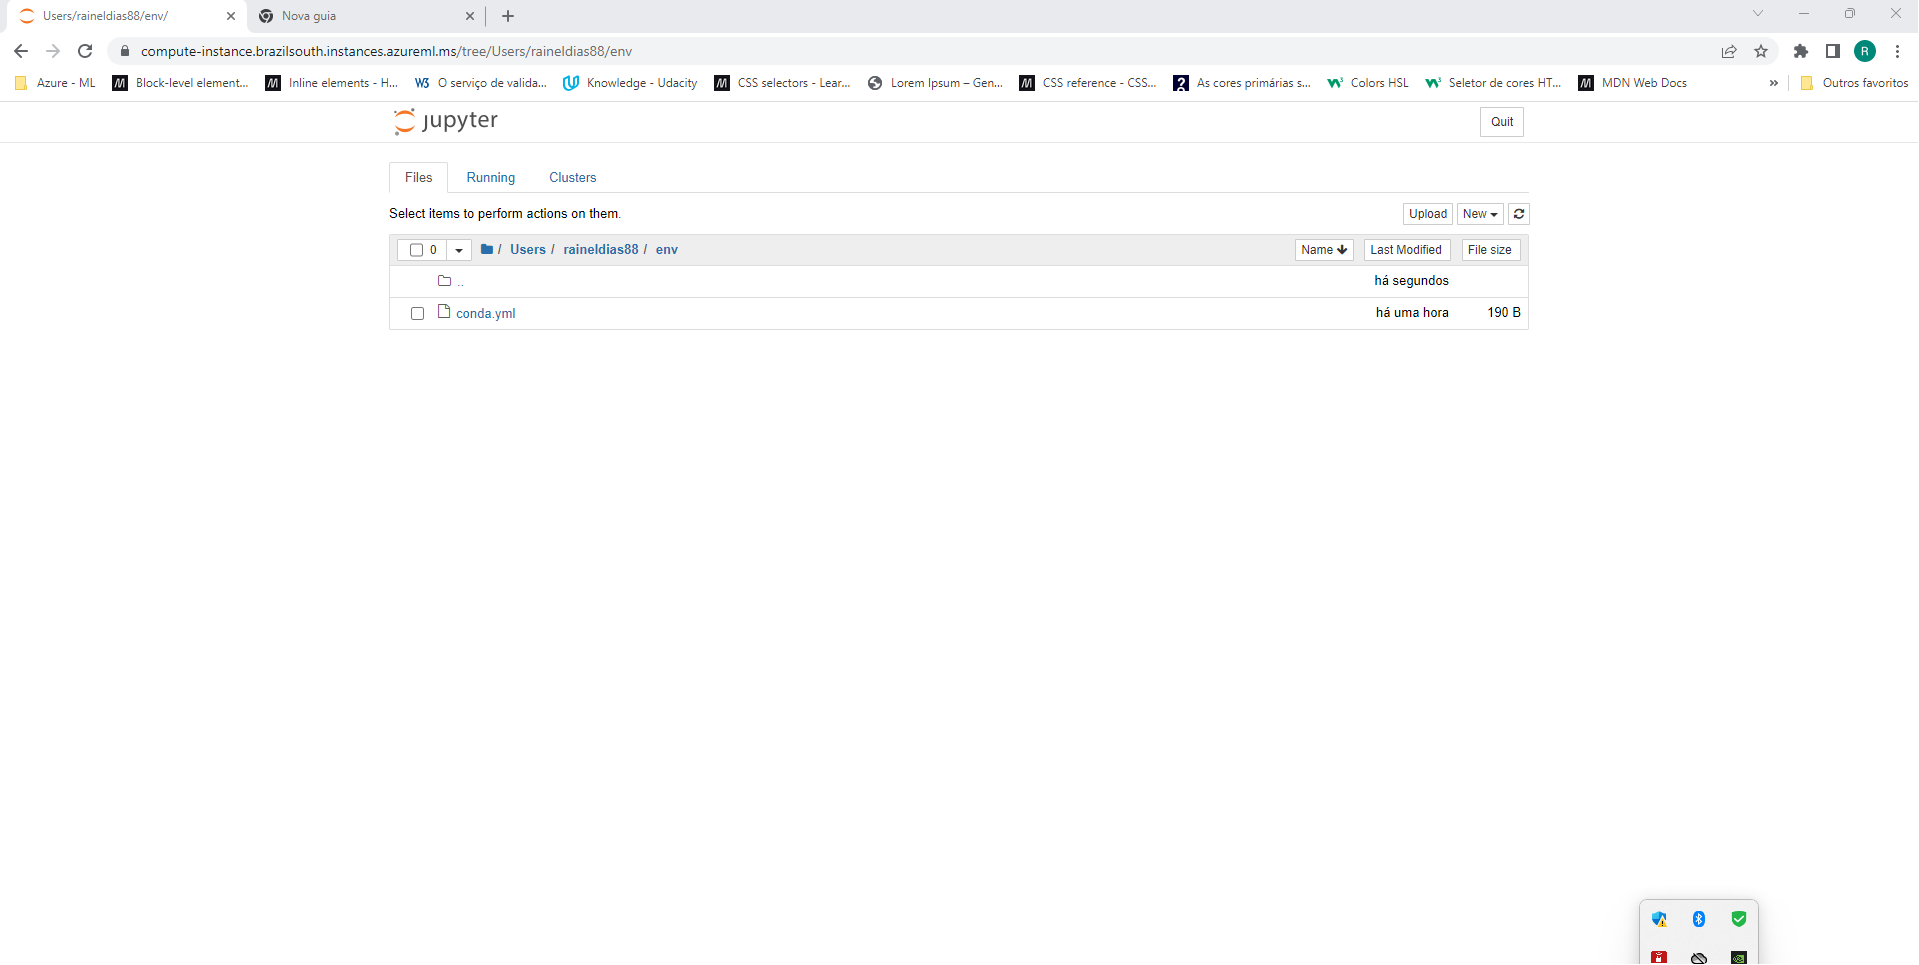 Users/raineldias88/env/
Nova guia
compute-instance.brazilsouth.instances.azureml.ms/tree/Users/raineldias88/env
R
Azure - ML
Block-level element...
Inline elements - H...
O serviço de valida...
Knowledge - Udacity
CSS selectors - Lear...
Lorem Ipsum – Gen...
CSS reference - CSS...
As cores primárias s...
Colors HSL
Seletor de cores HT...
MDN Web Docs
»
Outros favoritos
jupyter
Quit
Files
Running
Clusters
Select items to perform actions on them.
Upload
New
0
/ Users / raineldias88 / env
Name
Last Modified
File size
..
há segundos
conda.yml
há uma hora
190 B